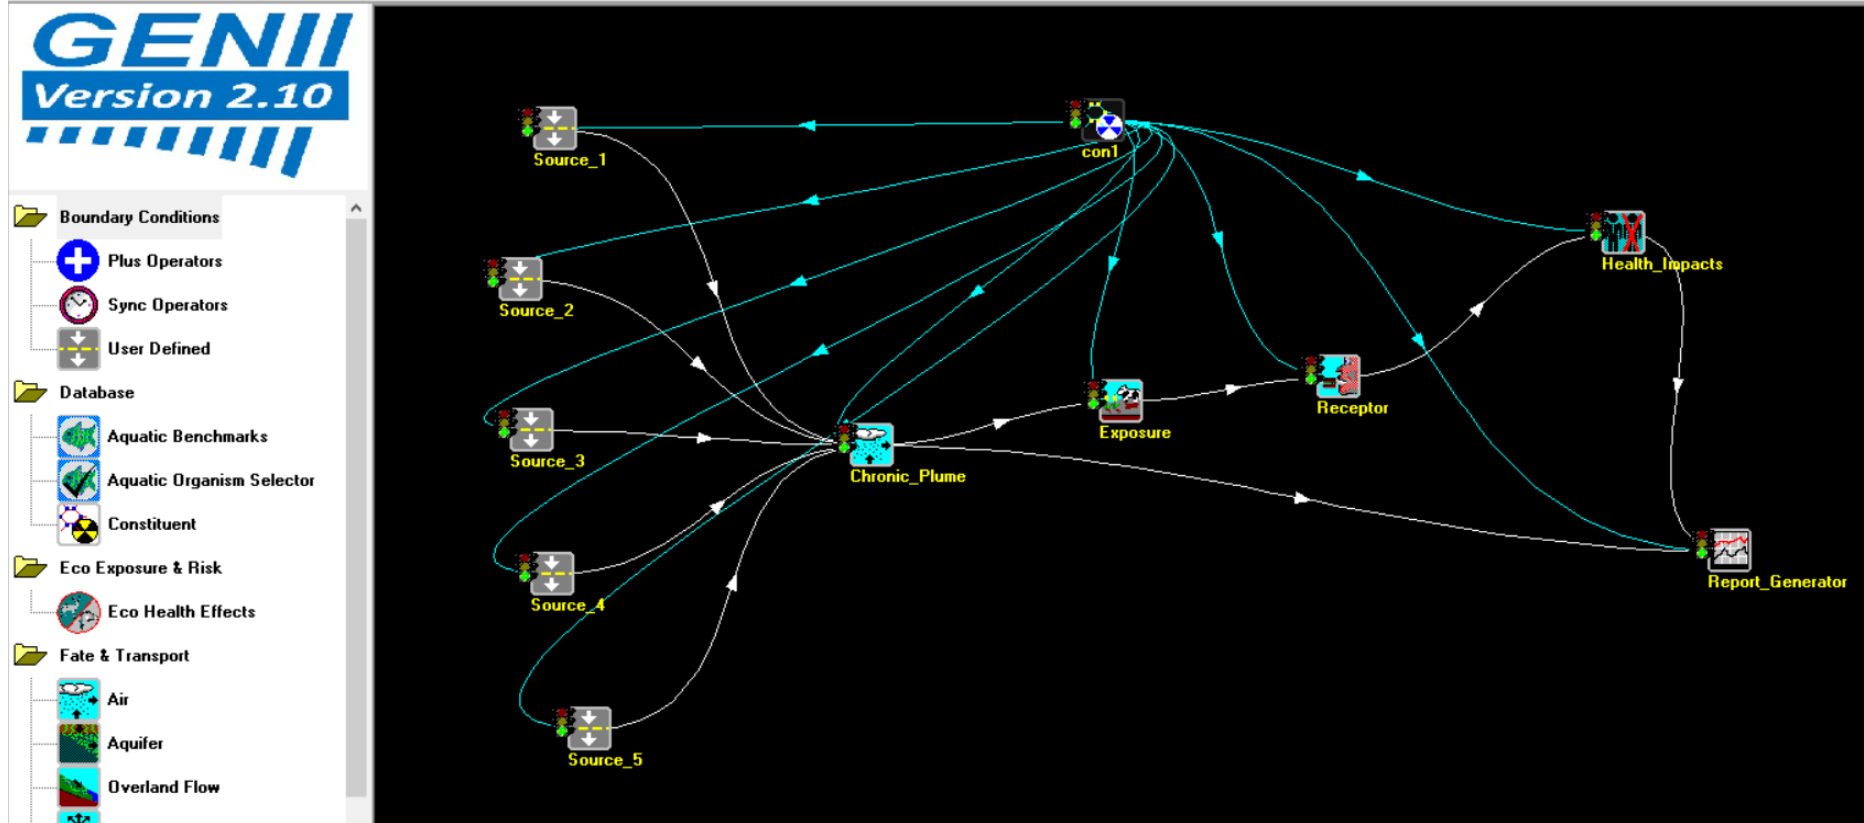 GENII
Version 2.10
Boundary Conditions
Plus Operators
Sync Operators
User Defined
Database
Aquatic Benchmarks
Aquatic Organism Selector
Constituent
Eco Exposure & Risk
Eco Health Effects
Fate & Transport
Air
Aquifer
Overland Flow
Source_1
con1
Health_Impacts
Source_2
Receptor
Exposure
Source_3
Chronic_Plume
Report_Generator
Source_4
Source_5